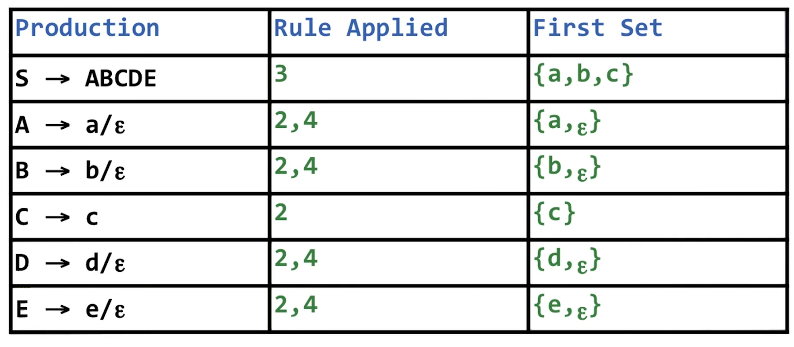 Production Rule Applied First Set
S → ABCDE 3 {a,b,c}
A → a/ε 2,4 {a,ε}
B → b/ε 2,4 {b,ε}
C → c 2 {c}
D → d/ε 2,4 {d,ε}
E → e/ε 2,4 {e,ε}